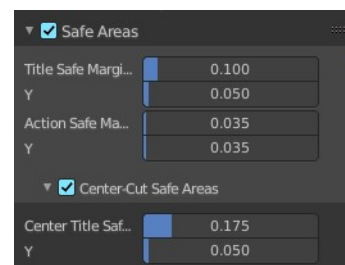 Safe Areas
Title Safe Margi... 0.100
Y 0.050
Action Safe Ma... 0.035
Y 0.035
Center-Cut Safe Areas
Center Title Saf... 0.175
Y 0.050